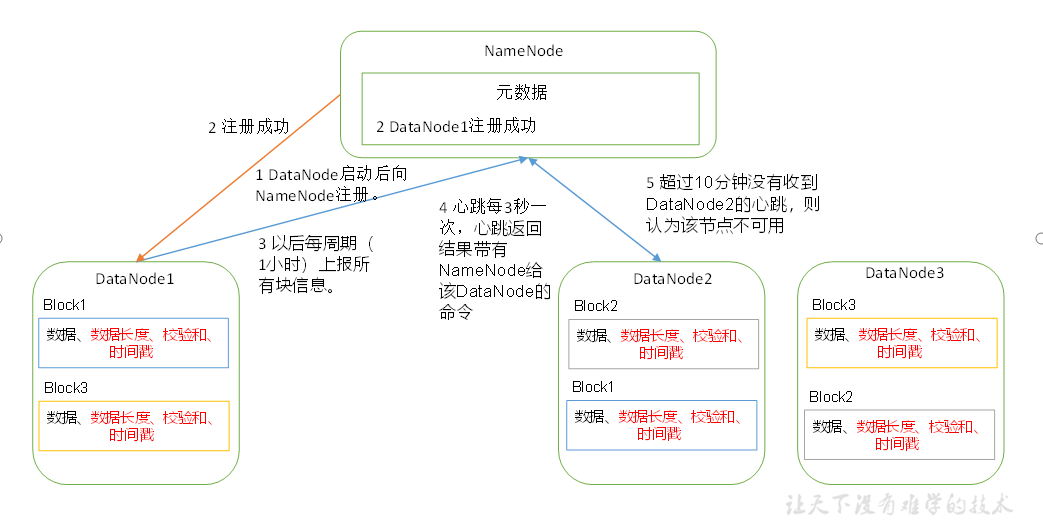 NameNode
元数据
2 DataNode1注册成功
2 注册成功
1 DataNode启动后向
NameNode注册。
3 以后每周期（
1小时）上报所
有块信息。
4 心跳每3秒一
次，心跳返回
结果带有
NameNode给
该DataNode的
命令
5 超过10分钟没有收到
DataNode2的心跳，则
认为该节点不可用
DataNode1
Block1
数据、数据长度、校验和、
时间戳
Block3
数据、数据长度、校验和、
时间戳
DataNode2
Block2
数据、数据长度、校验和、
时间戳
Block1
数据、数据长度、校验和、
时间戳
DataNode3
Block3
数据、数据长度、校验和、
时间戳
Block2
数据、数据长度、校验和、
时间戳
让天下没有难学的技术